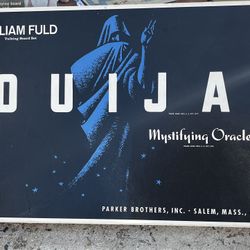 LIAM FULD
Talking Board Set
OUIJA
Mystifying Oracle
PARKER BROTHERS, INC. · SALEM, MASS.